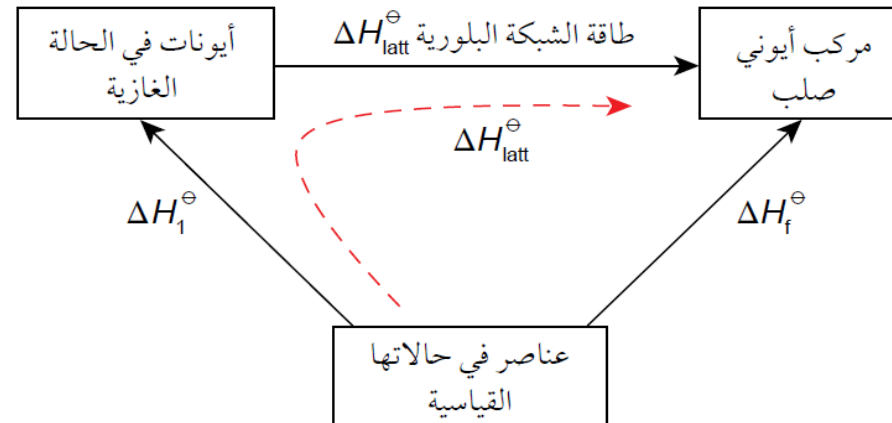 أيونات في الحالة
الغازية
طاقة الشبكة البلورية ΔH⦵latt
مركب أيوني
صلب
ΔH⦵latt
ΔH⦵1
ΔH⦵f
عناصر في حالاتها
القياسية